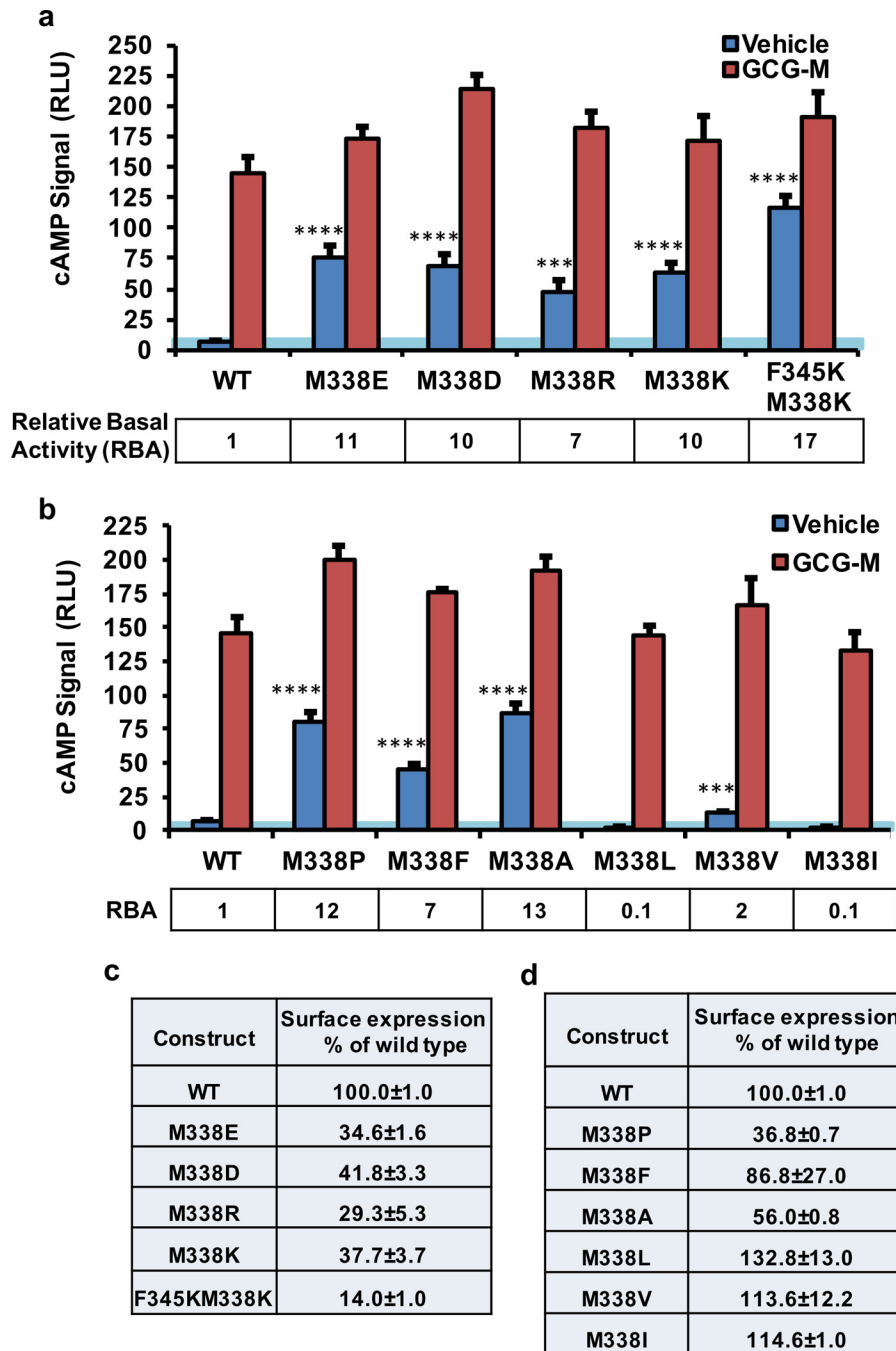 a
250
225
200
175
150
125
100
75
50
25
0
cAMP Signal (RLU)
Vehicle
GCG-M
**** **** *** **** ****
WT M338E M338D M338R M338K F345K
M338K
Relative Basal
Activity (RBA)
1 11 10 7 10 17
b
225
200
175
150
125
100
75
50
25
0
cAMP Signal (RLU)
Vehicle
GCG-M
**** **** **** ***
WT M338P M338F M338A M338L M338V M338I
RBA 1 12 7 13 0.1 2 0.1
c
Construct Surface expression
% of wild type
WT 100.0±1.0
M338E 34.6±1.6
M338D 41.8±3.3
M338R 29.3±5.3
M338K 37.7±3.7
F345KM338K 14.0±1.0
d
Construct Surface expression
% of wild type
WT 100.0±1.0
M338P 36.8±0.7
M338F 86.8±27.0
M338A 56.0±0.8
M338L 132.8±13.0
M338V 113.6±12.2
M338I 114.6±1.0